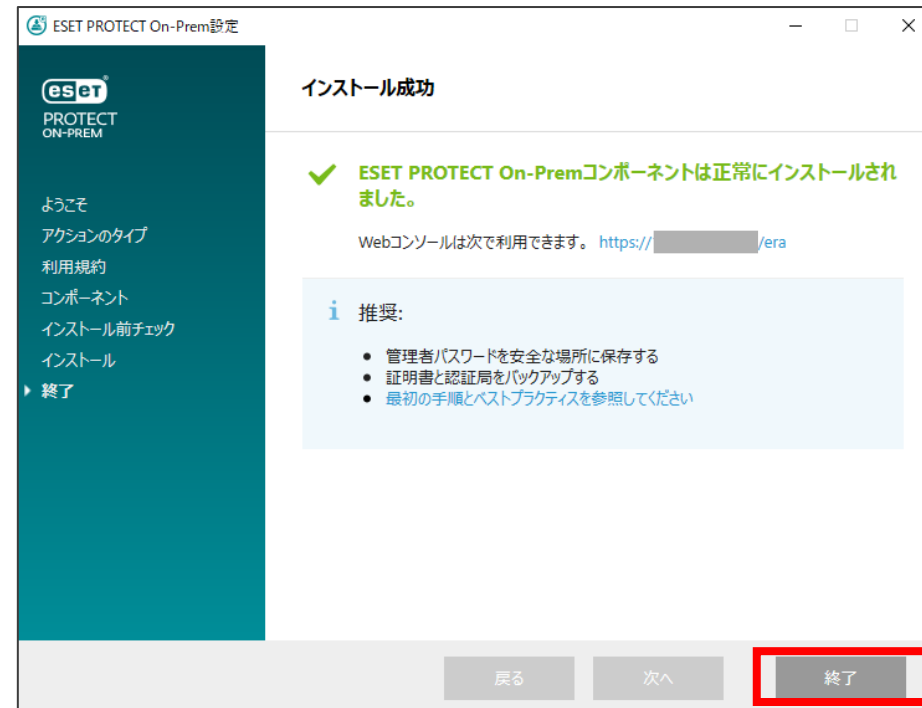 ESET PROTECT On-Prem設定
eset
PROTECT
ON-PREM
ようこそ
アクションのタイプ
利用規約
コンポーネント
インストール前チェック
インストール
終了
インストール成功
ESET PROTECT On-Premコンポーネントは正常にインストールされ
ました。
Webコンソールは次で利用できます。 https:// /era
i 推奨:
• 管理者パスワードを安全な場所に保存する
• 証明書と認証局をバックアップする
• 最初の手順とベストプラクティスを参照してください
戻る 次へ 終了